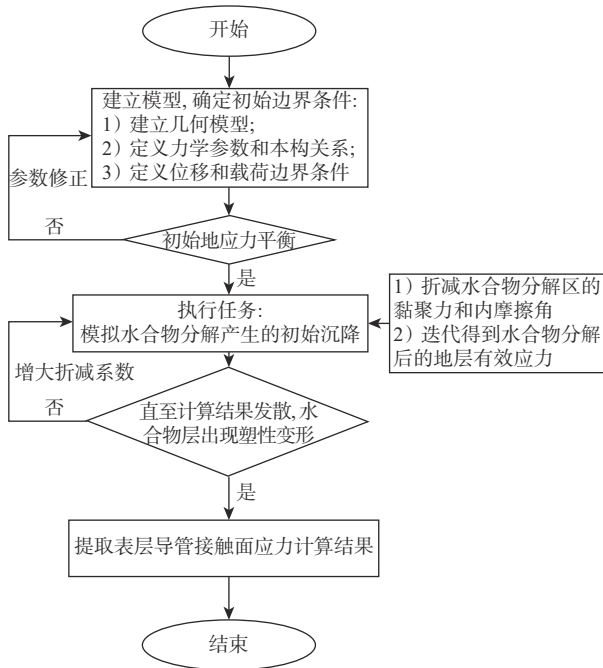 开始
建立模型, 确定初始边界条件:
1）建立几何模型;
2）定义力学参数和本构关系;
3）定义位移和载荷边界条件
参数修正
否
初始地应力平衡
是
执行任务:
模拟水合物分解产生的初始沉降
1）折减水合物分解区的
黏聚力和内摩擦角
2）迭代得到水合物分解
后的地层有效应力
增大折减系数
否
直至计算结果发散, 水
合物层出现塑性变形
是
提取表层导管接触面应力计算结果
结束